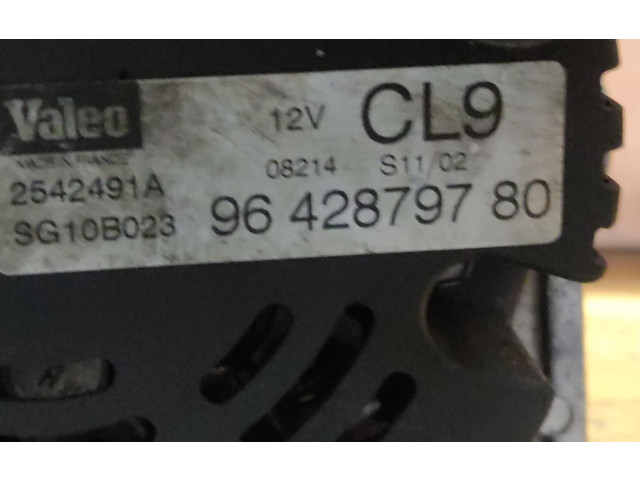 Valeo 12V CL9
MADE IN FRANCE
08214 S11/02
2542491A
SG10B023 96 428797 80